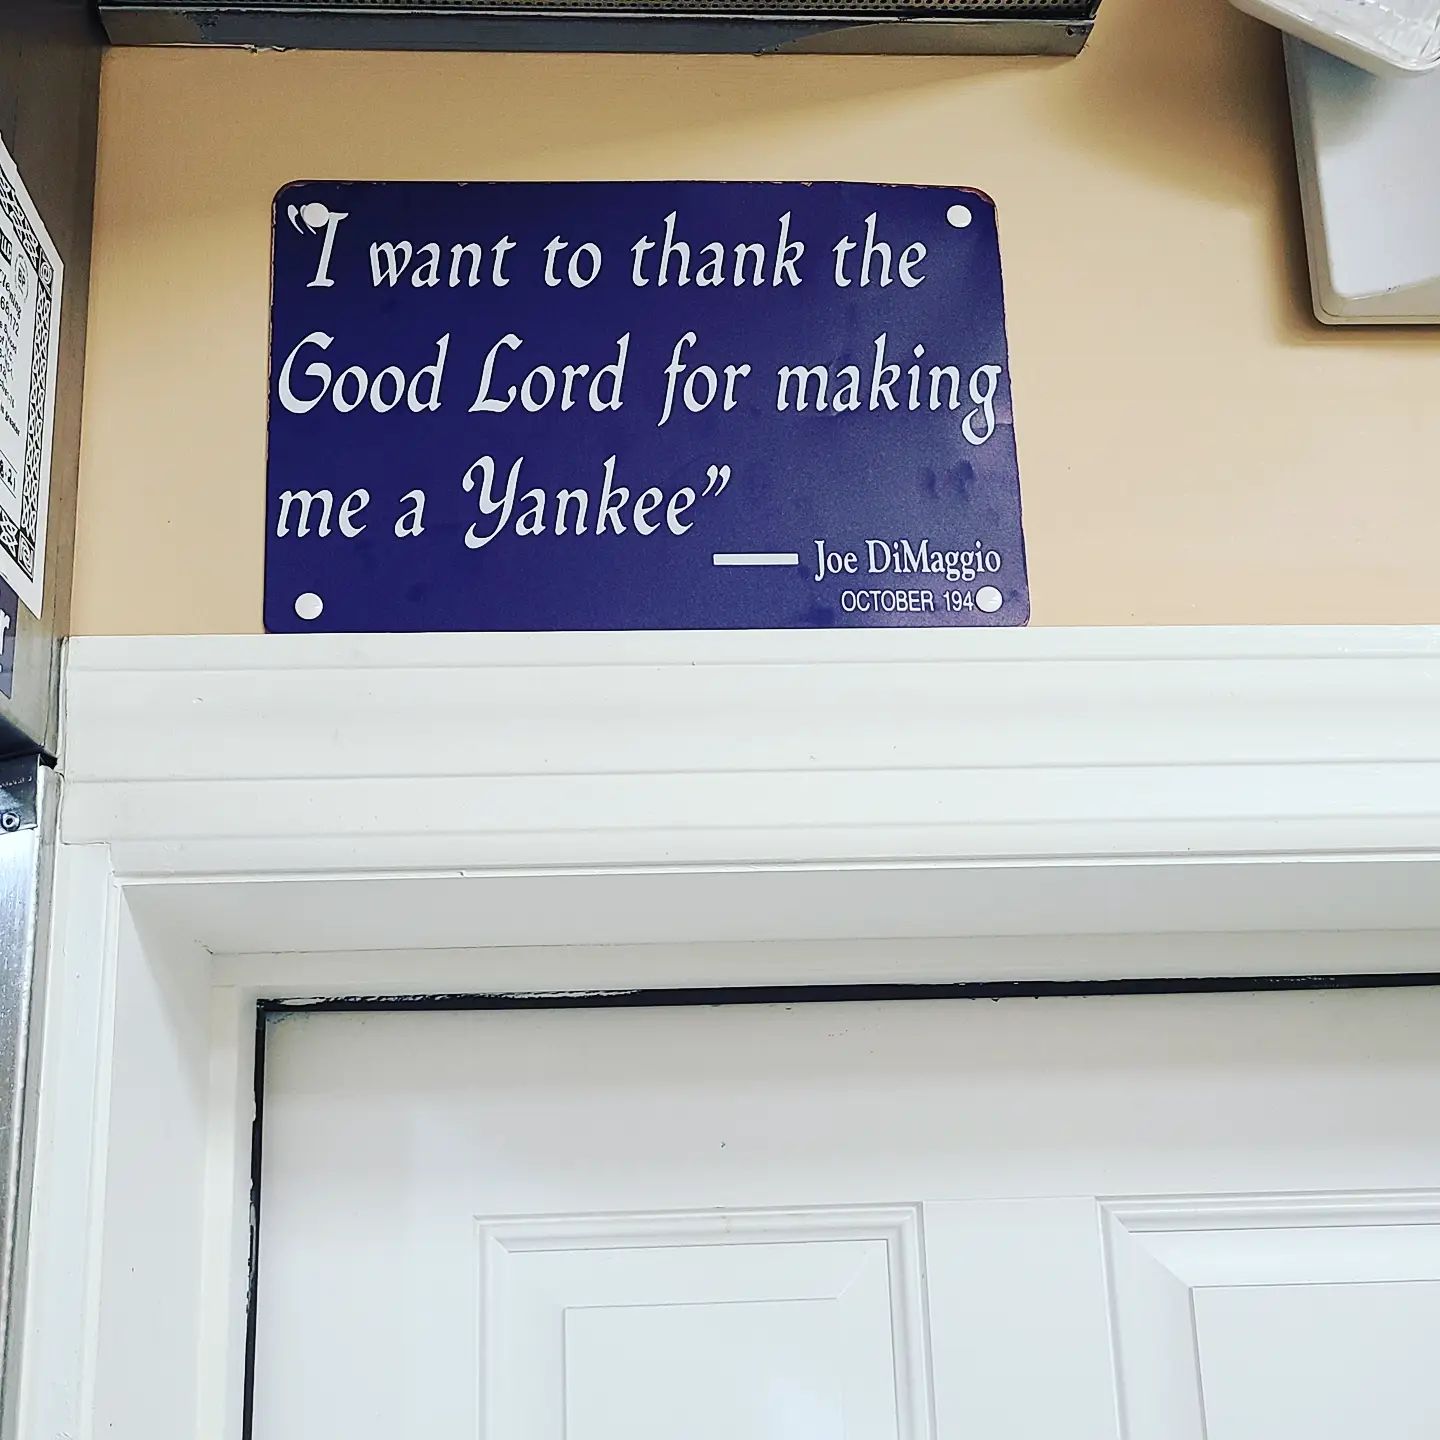 “I want to thank the
Good Lord for making
me a Yankee”
— Joe DiMaggio
OCTOBER 194